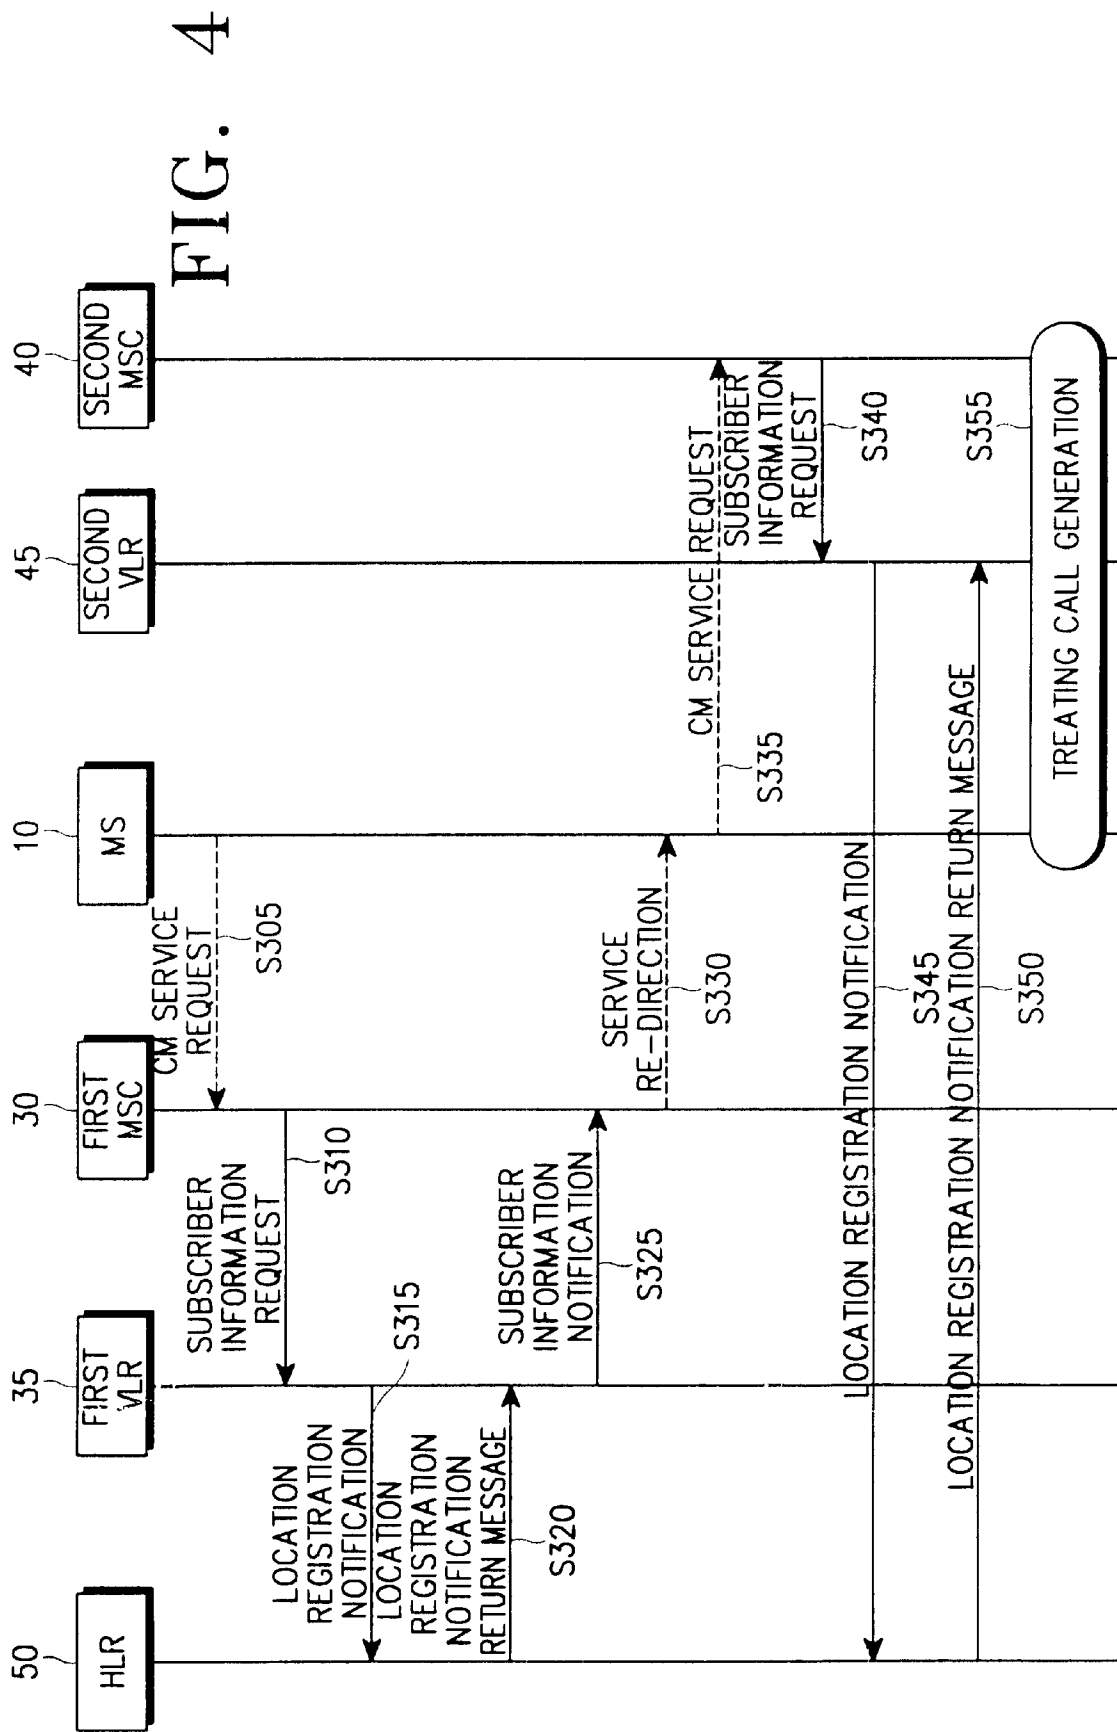 FIG. 4
50
35
30
10
45
40
HLR
FIRST
VLR
FIRST
MSC
MS
SECOND
VLR
SECOND
MSC
CM SERVICE
REQUEST
S305
SUBSCRIBER
INFORMATION
REQUEST
S310
LOCATION
REGISTRATION
NOTIFICATION
S315
LOCATION
REGISTRATION
NOTIFICATION
RETURN MESSAGE
S320
SUBSCRIBER
INFORMATION
NOTIFICATION
S325
SERVICE
RE-DIRECTION
S330
CM SERVICE REQUEST
S335
SUBSCRIBER
INFORMATION
REQUEST
S340
LOCATION REGISTRATION NOTIFICATION
S345
LOCATION REGISTRATION NOTIFICATION RETURN MESSAGE
S350
S355
TREATING CALL GENERATION